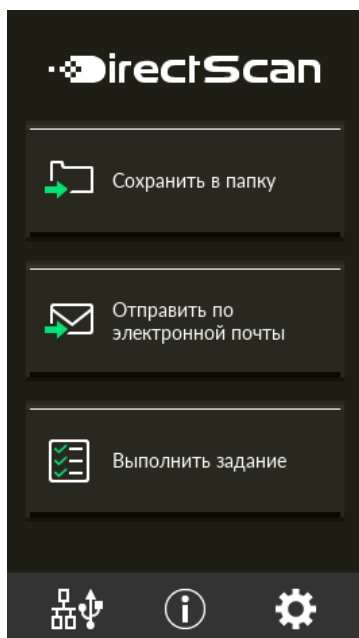 DirectScan
Сохранить в папку
Отправить по
электронной почты
Выполнить задание